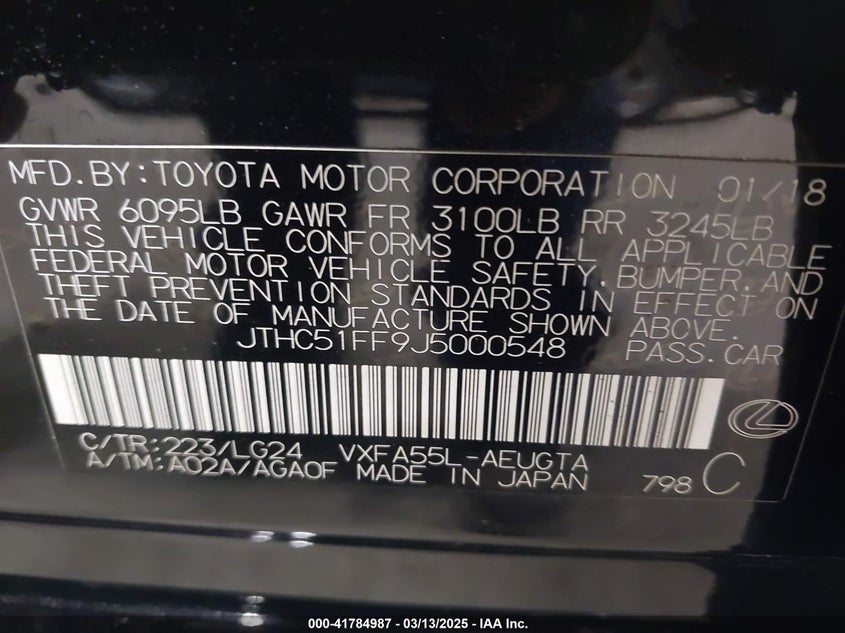 MFD.BY:TOYOTA MOTOR CORPORATION 01/18
GVWR 6095LB GAWR FR 3100LB RR 3245LB
THIS VEHICLE CONFORMS TO ALL APPLICABLE
FEDERAL MOTOR VEHICLE SAFETY,BUMPER,AND
THEFT PREVENTION STANDARDS IN EFFECT ON
THE DATE OF MANUFACTURE SHOWN ABOVE.
JTHC51FF9J5000548 PASS.CAR
C/TR:223/LG24 VXFA55L-AEUGTA
A/TM:A02A/AGA0F MADE IN JAPAN 798 C
000-41784987 - 03/13/2025 - IAA Inc.